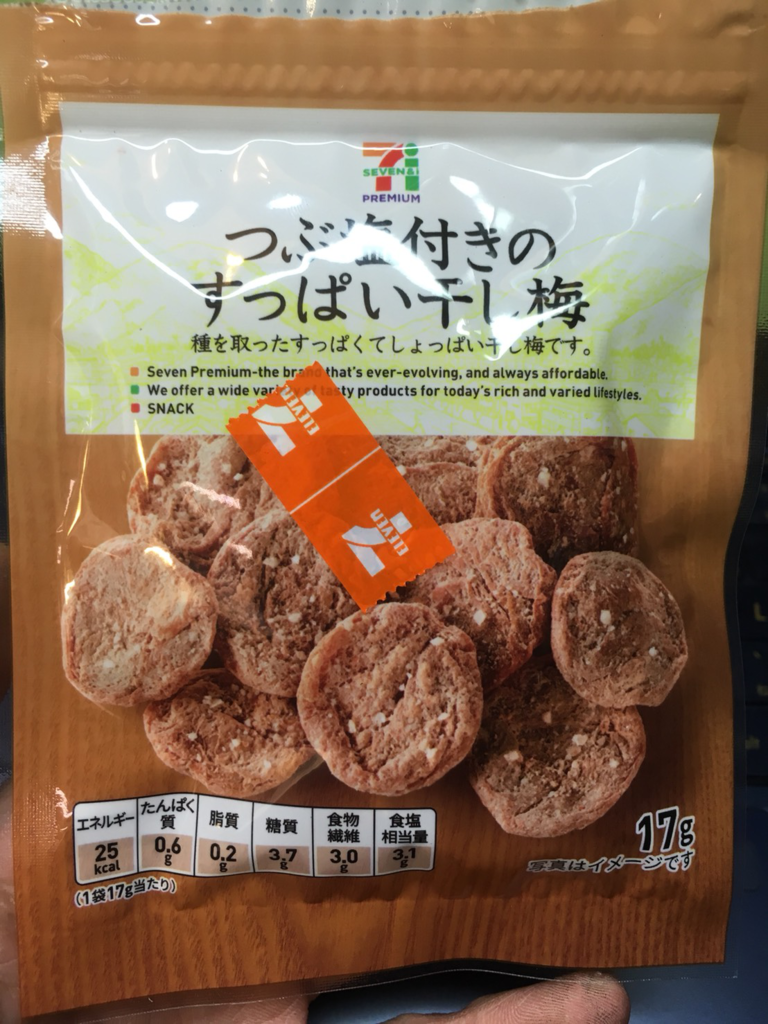 SEVEN&i
PREMIUM
つぶ塩付きの
すっぱい干し梅
種を取ったすっぱくてしょっぱい干し梅です。
Seven Premium-the brand that's ever-evolving, and always affordable.
We offer a wide variety of tasty products for today's rich and varied lifestyles.
SNACK
7 ELEVEN
7 ELEVEN
エネルギー 25 kcal
たんぱく質 0.6 g
脂質 0.2 g
糖質 3.7 g
食物繊維 3.0 g
食塩相当量 3.1 g
(1袋17g当たり)
17g
写真はイメージです